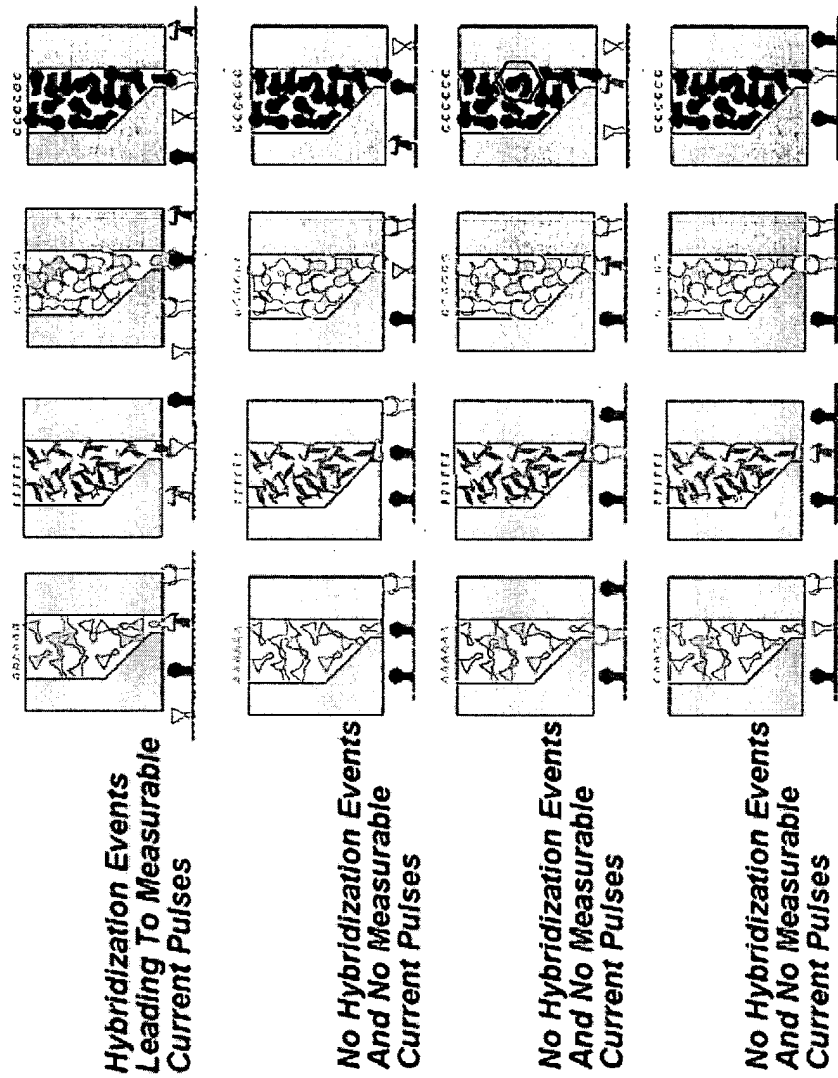 Hybridization Events
Leading To Measurable
Current Pulses
No Hybridization Events
And No Measurable
Current Pulses
No Hybridization Events
And No Measurable
Current Pulses
No Hybridization Events
And No Measurable
Current Pulses